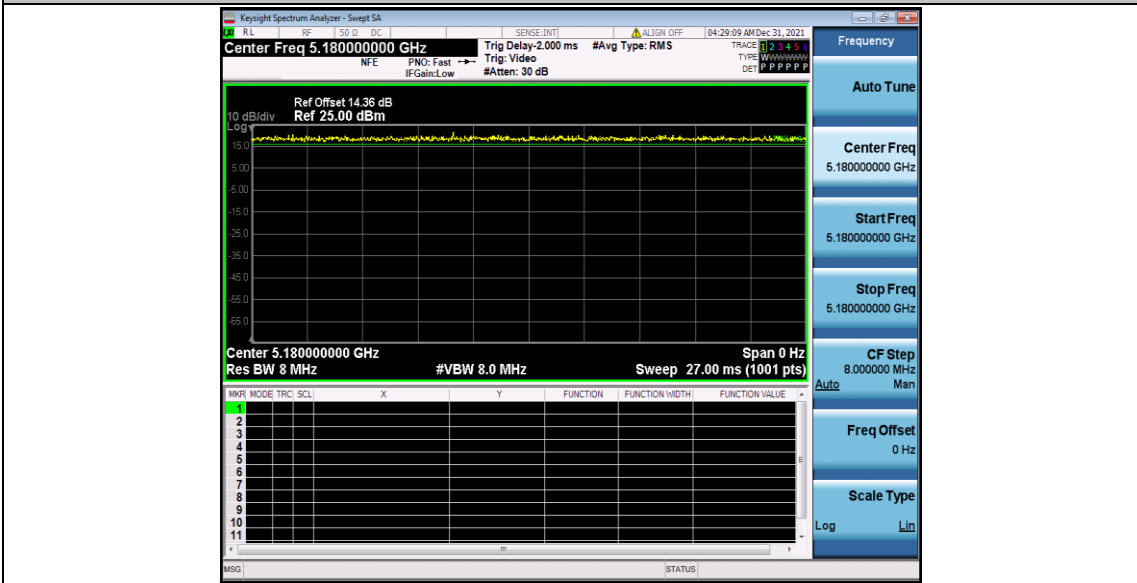 Keysight Spectrum Analyzer - Swept SA
RL RF 50 Ω DC SENSE:INT ALIGN OFF 04:29:09 AM Dec 31, 2021
Center Freq 5.180000000 GHz
NFE
PNO: Fast
IFGain:Low
Trig Delay-2.000 ms
Trig: Video
#Atten: 30 dB
#Avg Type: RMS
TRACE 1 2 3 4 5 6
TYPE WWWWWW
DET P P P P P P
Ref Offset 14.36 dB
10 dB/div Ref 25.00 dBm
Log
15.0
5.00
-5.00
-15.0
-25.0
-35.0
-45.0
-55.0
-65.0
Center 5.180000000 GHz Span 0 Hz
Res BW 8 MHz #VBW 8.0 MHz Sweep 27.00 ms (1001 pts)
MKR MODE TRC SCL X Y FUNCTION FUNCTION WIDTH FUNCTION VALUE
1
2
3
4
5
6
7
8
9
10
11
MSG STATUS
Frequency
Auto Tune
Center Freq
5.180000000 GHz
Start Freq
5.180000000 GHz
Stop Freq
5.180000000 GHz
CF Step
8.000000 MHz
Auto Man
Freq Offset
0 Hz
Scale Type
Log Lin